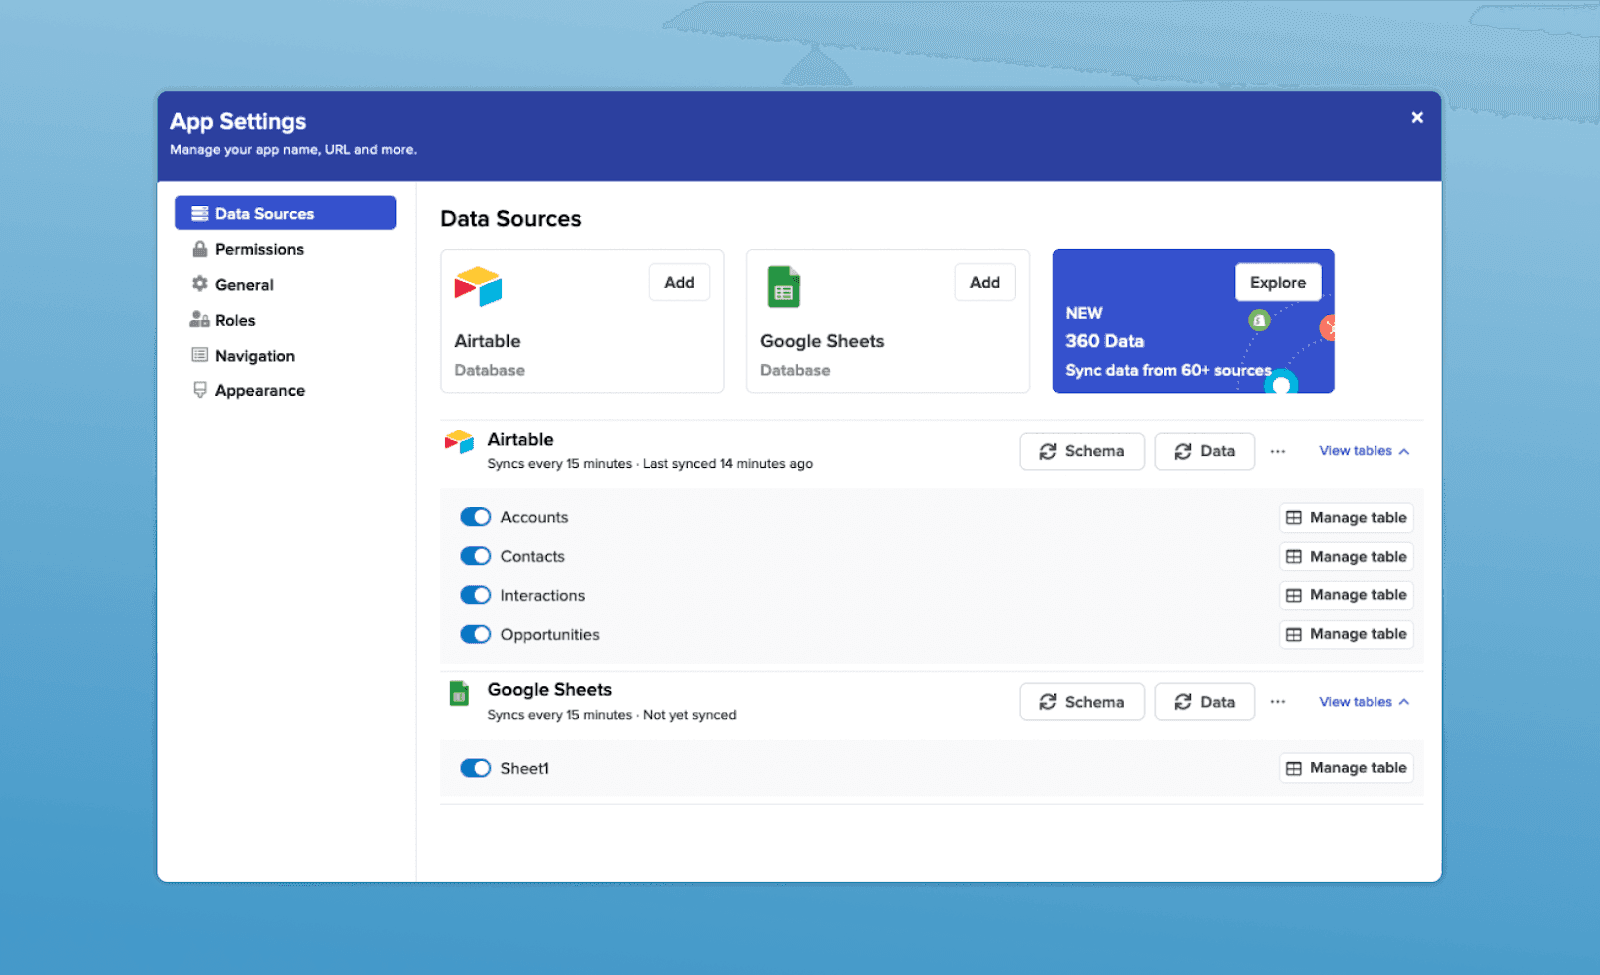 App Settings
Manage your app name, URL and more.
Data Sources
Permissions
General
Roles
Navigation
Appearance
Data Sources
Add
Airtable
Database
Add
Google Sheets
Database
Explore
NEW
360 Data
Sync data from 60+ sources
Airtable
Syncs every 15 minutes · Last synced 14 minutes ago
Schema
Data
View tables
Accounts
Manage table
Contacts
Manage table
Interactions
Manage table
Opportunities
Manage table
Google Sheets
Syncs every 15 minutes · Not yet synced
Schema
Data
View tables
Sheet1
Manage table